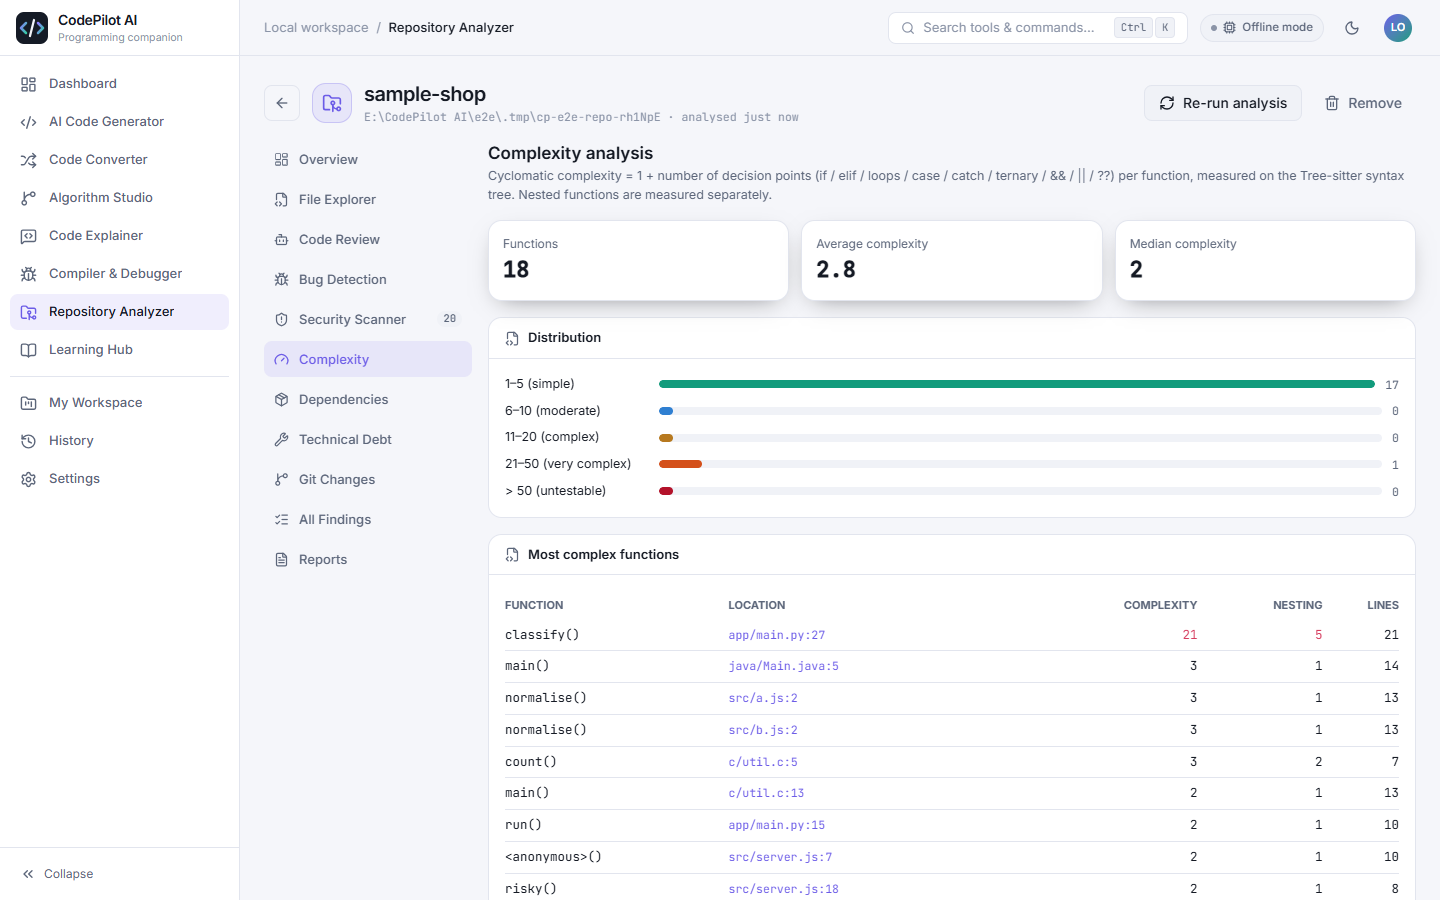 CodePilot AI
Programming companion
Dashboard
AI Code Generator
Code Converter
Algorithm Studio
Code Explainer
Compiler & Debugger
Repository Analyzer
Learning Hub
My Workspace
History
Settings
Collapse
Local workspace / Repository Analyzer
Search tools & commands... Ctrl K
Offline mode
LO
sample-shop
E:\CodePilot AI\e2e\.tmp\cp-e2e-repo-rh1NpE · analysed just now
Re-run analysis
Remove
Overview
File Explorer
Code Review
Bug Detection
Security Scanner 20
Complexity
Dependencies
Technical Debt
Git Changes
All Findings
Reports
Complexity analysis
Cyclomatic complexity = 1 + number of decision points (if / elif / loops / case / catch / ternary / && / || / ??) per function, measured on the Tree-sitter syntax
tree. Nested functions are measured separately.
Functions
18
Average complexity
2.8
Median complexity
2
Distribution
1–5 (simple) 17
6–10 (moderate) 0
11–20 (complex) 0
21–50 (very complex) 1
> 50 (untestable) 0
Most complex functions
FUNCTION LOCATION COMPLEXITY NESTING LINES
classify() app/main.py:27 21 5 21
main() java/Main.java:5 3 1 14
normalise() src/a.js:2 3 1 13
normalise() src/b.js:2 3 1 13
count() c/util.c:5 3 2 7
main() c/util.c:13 2 1 13
run() app/main.py:15 2 1 10
<anonymous>() src/server.js:7 2 1 10
risky() src/server.js:18 2 1 8